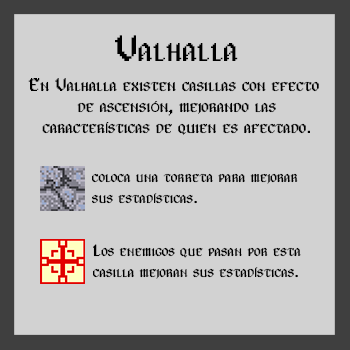 Valhalla
En Valhalla existen casillas con efecto
de ascensión, mejorando las
características de quien es afectado.
coloca una torreta para mejorar
sus estadísticas.
Los enemigos que pasan por esta
casilla mejoran sus estadísticas.